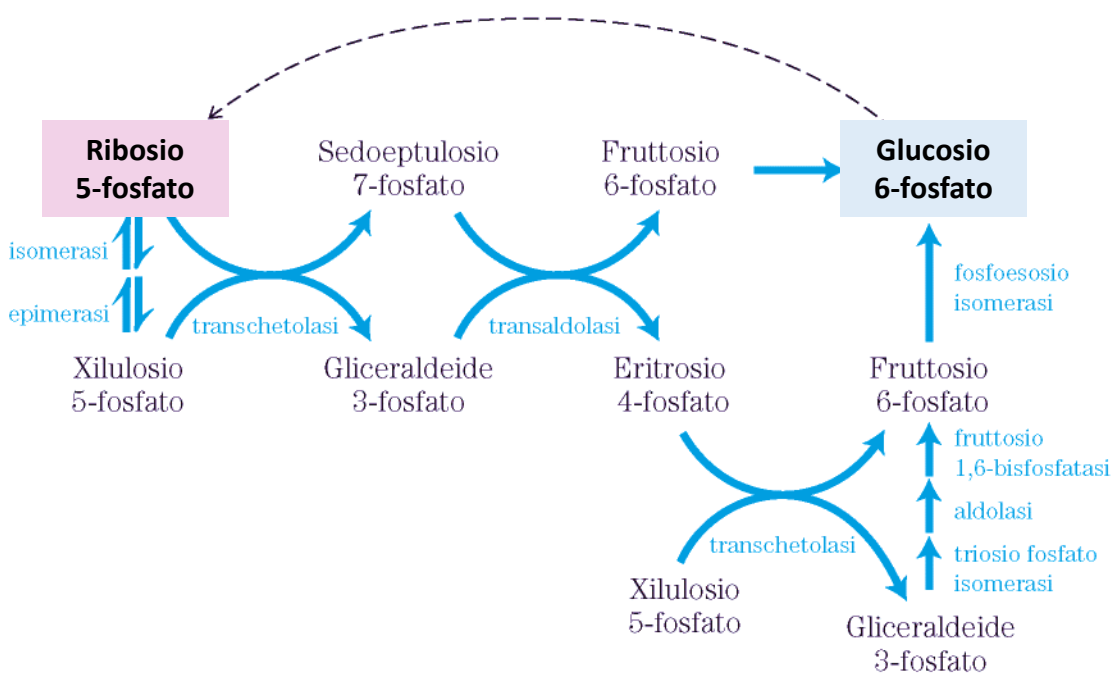 Ribosio
5-fosfato
Sedoeptulosio
7-fosfato
Fruttosio
6-fosfato
Glucosio
6-fosfato
isomerasi
epimerasi
transchetolasi
transaldolasi
fosfoesosio
isomerasi
Xilulosio
5-fosfato
Gliceraldeide
3-fosfato
Eritrosio
4-fosfato
Fruttosio
6-fosfato
fruttosio
1,6-bisfosfatasi
aldolasi
transchetolasi
triosio fosfato
isomerasi
Xilulosio
5-fosfato
Gliceraldeide
3-fosfato